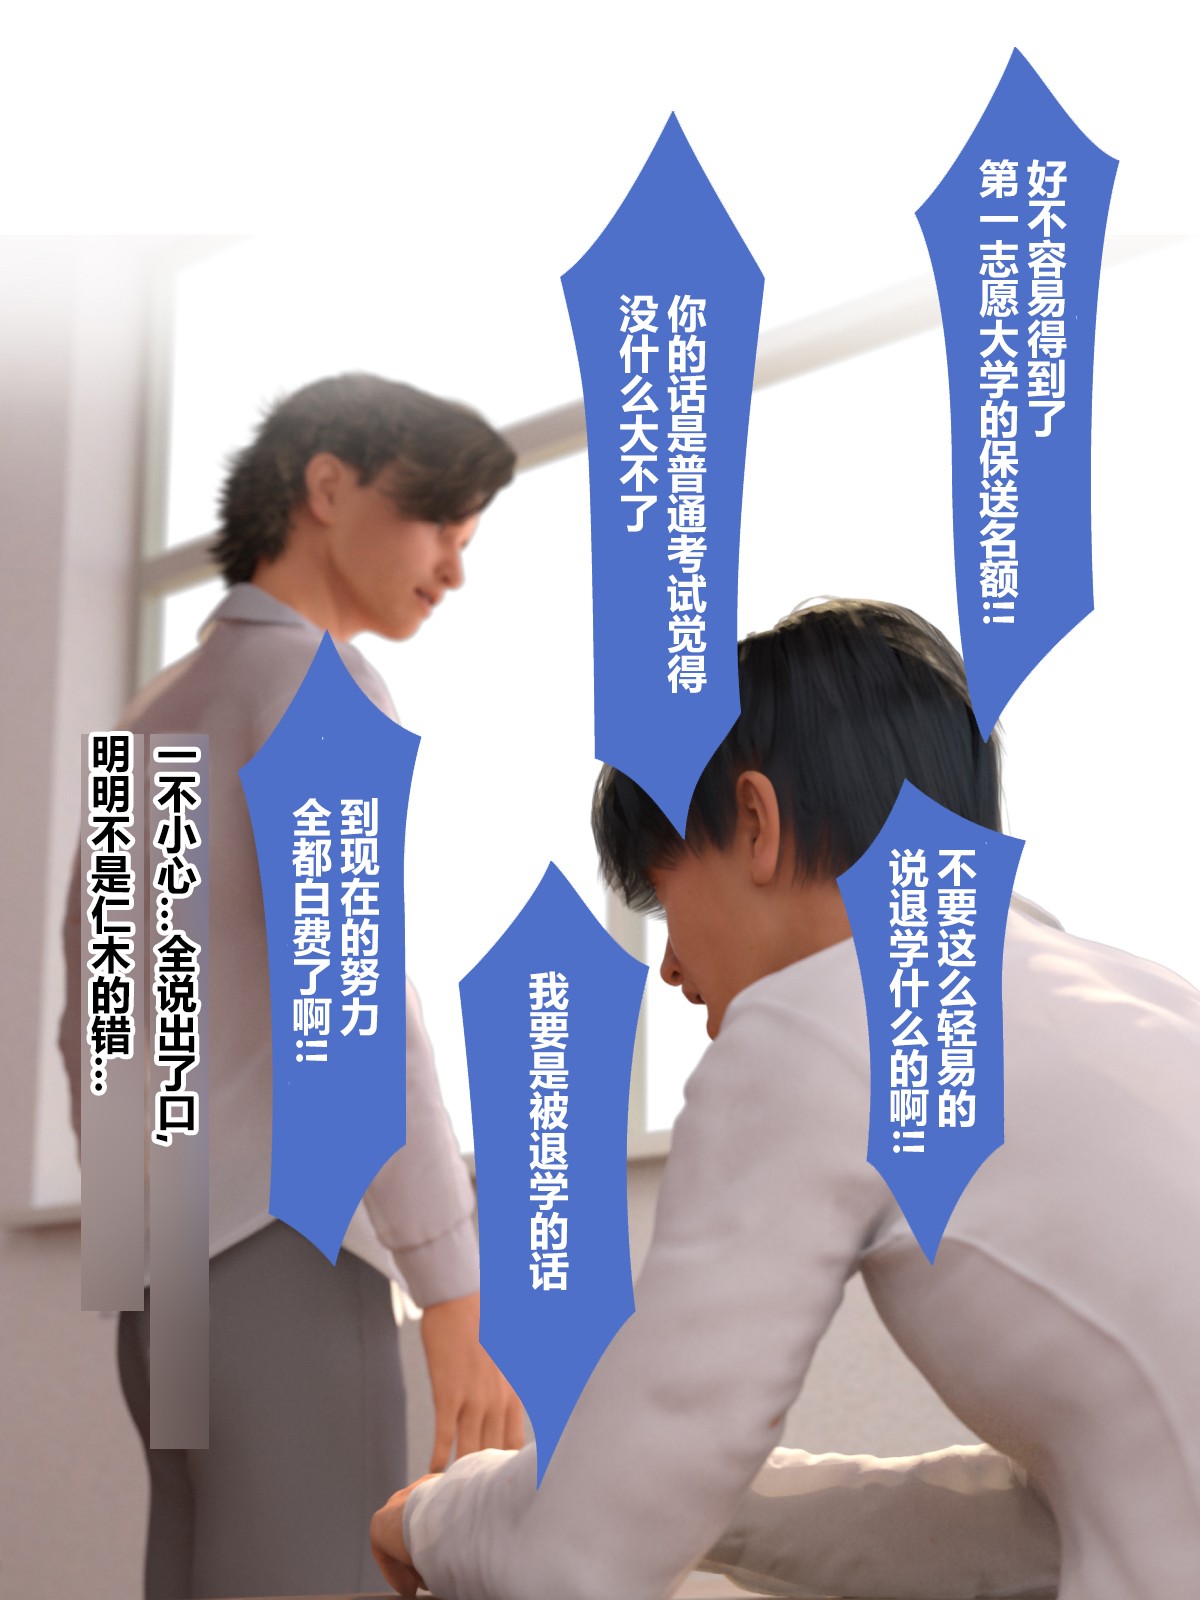 好不容易得到了
第一志愿大学的保送名额!!
你的话是普通考试觉得
没什么大不了
不要这么轻易的
说退学什么的啊!!
我要是被退学的话
到现在的努力
全都白费了啊!!
一不小心…全说出了口,
明明不是仁木的错…